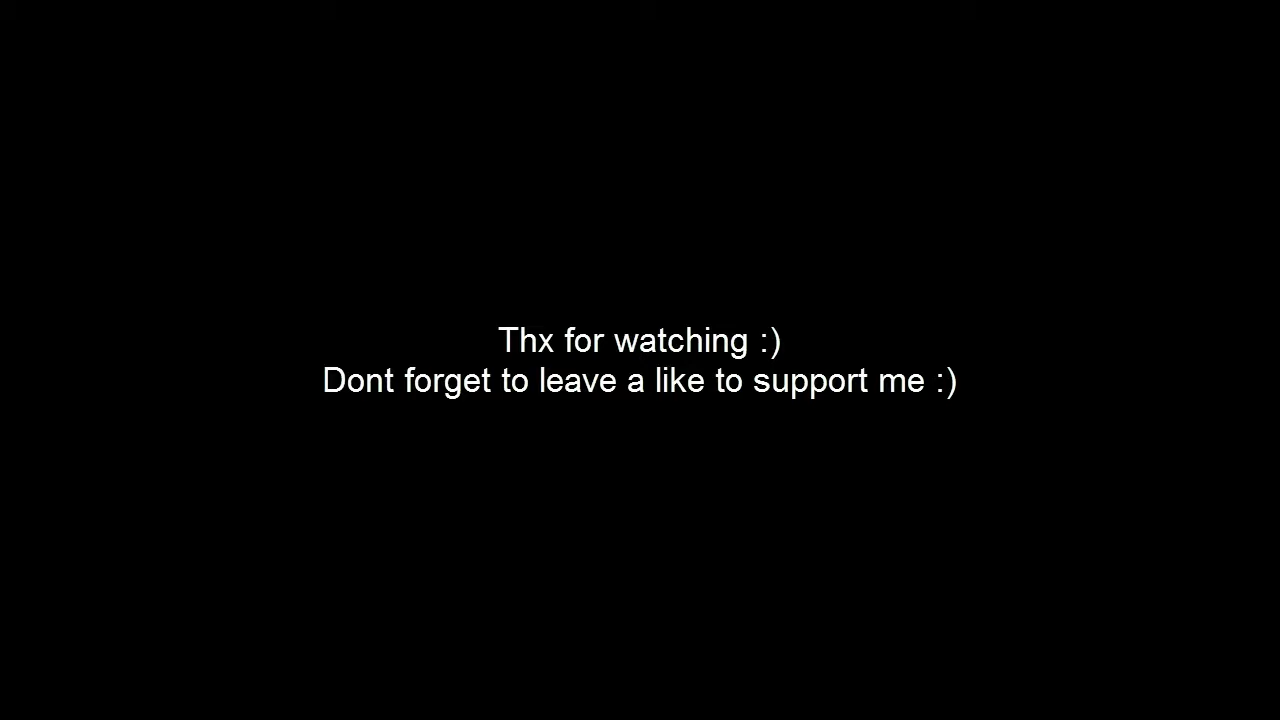 Thx for watching :)
Dont forget to leave a like to support me :)